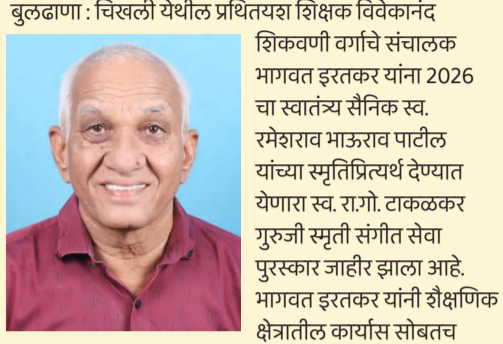 बुलढाणा : चिखली येथील प्रथितयश शिक्षक विवेकानंद
शिकवणी वर्गाचे संचालक
भागवत इरतकर यांना 2026
चा स्वातंत्र्य सैनिक स्व.
रमेशराव भाऊराव पाटील
यांच्या स्मृतिप्रित्यर्थ देण्यात
येणारा स्व. रा.गो. टाकळकर
गुरुजी स्मृती संगीत सेवा
पुरस्कार जाहीर झाला आहे.
भागवत इरतकर यांनी शैक्षणिक
क्षेत्रातील कार्यास सोबतच